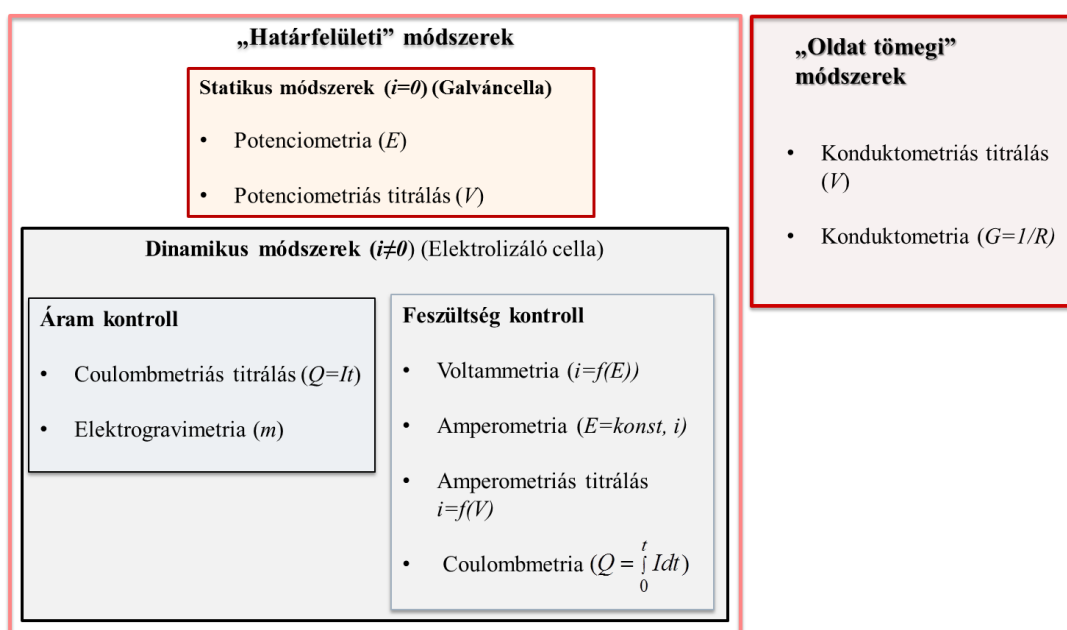 „Határfelületi” módszerek
Statikus módszerek (i=0) (Galváncella)
• Potenciometria (E)
• Potenciometriás titrálás (V)
Dinamikus módszerek (i≠0) (Elektrolizáló cella)
Áram kontroll
• Coulombmetriás titrálás (Q=It)
• Elektrogravimetria (m)
Feszültség kontroll
• Voltammetria (i=f(E))
• Amperometria (E=konst, i)
• Amperometriás titrálás
i=f(V)
• Coulombmetria (Q = ∫₀ᵗ Idt)
„Oldat tömegi”
módszerek
• Konduktometriás titrálás
(V)
• Konduktometria (G=1/R)